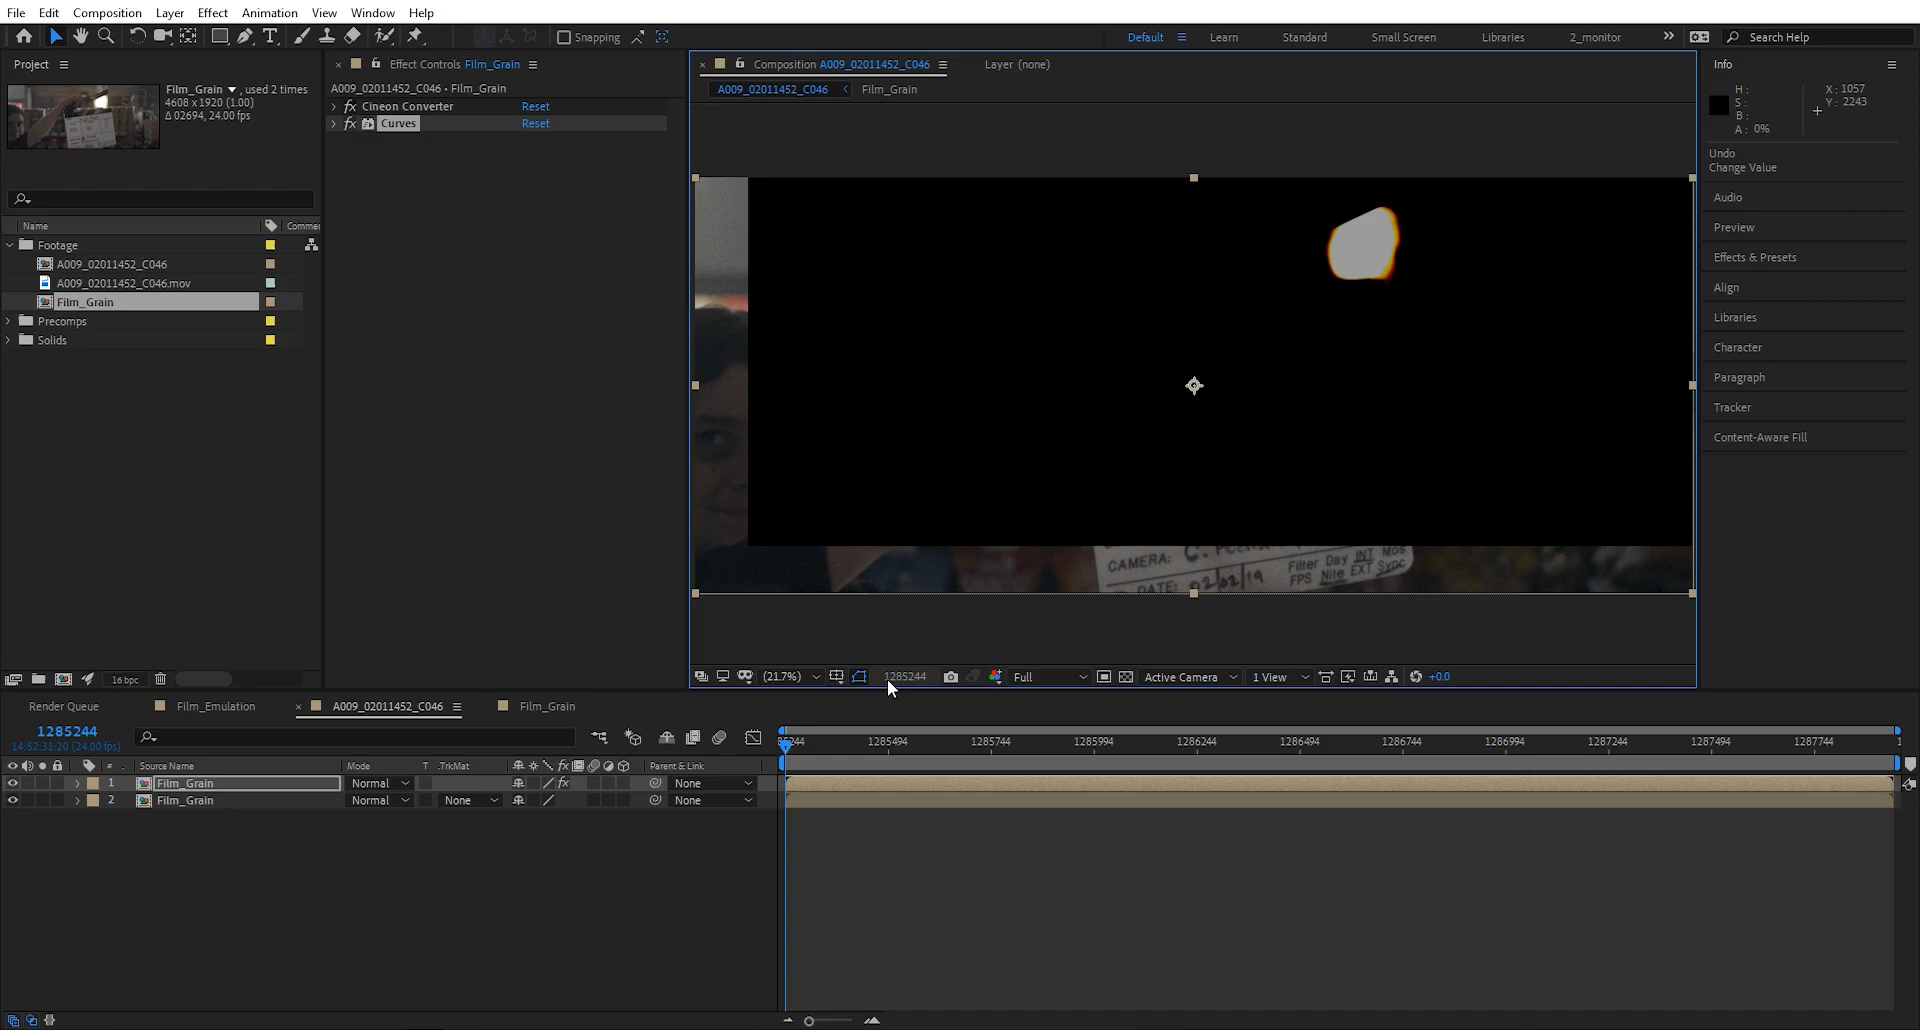 File Edit Composition Layer Effect Animation View Window Help
Snapping
Default Learn Standard Small Screen Libraries 2_monitor Search Help
Project
Film_Grain , used 2 times
4608 x 1920 (1.00)
Δ 02694, 24.00 fps
Name Comme
Footage
A009_02011452_C046
A009_02011452_C046.mov
Film_Grain
Precomps
Solids
16 bpc
Effect Controls Film_Grain
A009_02011452_C046 • Film_Grain
fx Cineon Converter Reset
fx Curves Reset
Composition A009_02011452_C046 Layer (none)
A009_02011452_C046 Film_Grain
CAMERA:
DATE: 02/02/19
Filter Day INT Mos
FPS Nite EXT Sync
(21.7%) 1285244 Full Active Camera 1 View +0.0
Info
H: X: 1057
S: Y: 2243
B:
A: 0%
Undo
Change Value
Audio
Preview
Effects & Presets
Align
Libraries
Character
Paragraph
Tracker
Content-Aware Fill
Render Queue Film_Emulation A009_02011452_C046 Film_Grain
1285244
14:52:31:20 (24.00 fps)
# Source Name Mode T .TrkMat fx Parent & Link
1 Film_Grain Normal fx None
2 Film_Grain Normal None None
85244 1285494 1285744 1285994 1286244 1286494 1286744 1286994 1287244 1287494 1287744 1